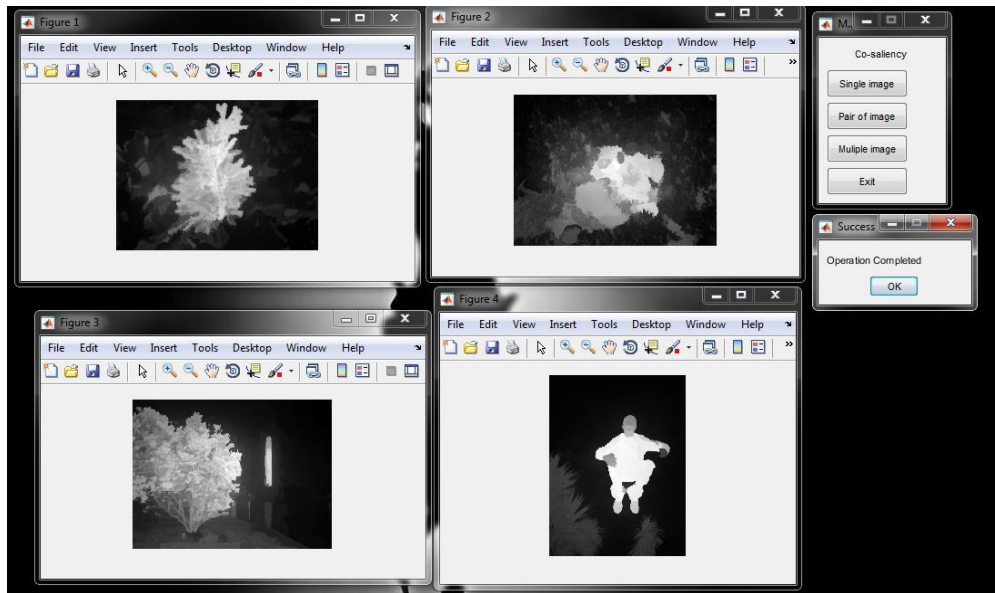 Figure 1
File Edit View Insert Tools Desktop Window Help
Figure 2
File Edit View Insert Tools Desktop Window Help
M...
Co-saliency
Single image
Pair of image
Muliple image
Exit
Success
Operation Completed
OK
Figure 3
File Edit View Insert Tools Desktop Window Help
Figure 4
File Edit View Insert Tools Desktop Window Help